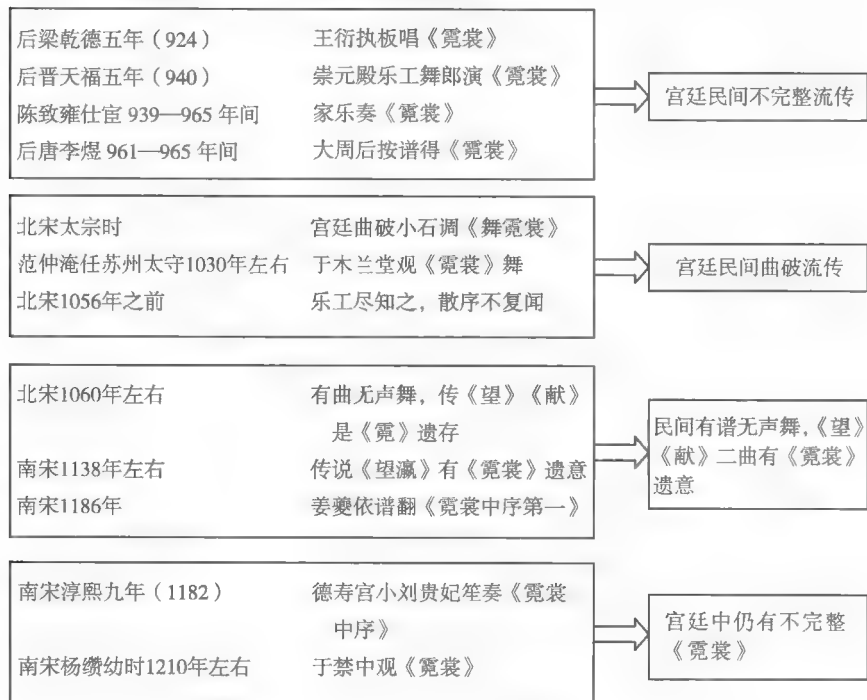 后梁乾德五年（924） 王衍执板唱《霓裳》
后晋天福五年（940） 崇元殿乐工舞郎演《霓裳》
陈致雍仕宦 939—965 年间 家乐奏《霓裳》
后唐李煜 961—965 年间 大周后按谱得《霓裳》
宫廷民间不完整流传
北宋太宗时 宫廷曲破小石调《舞霓裳》
范仲淹任苏州太守1030年左右 于木兰堂观《霓裳》舞
北宋1056年之前 乐工尽知之，散序不复闻
宫廷民间曲破流传
北宋1060年左右 有曲无声舞，传《望》《献》
是《霓》遗存
南宋1138年左右 传说《望瀛》有《霓裳》遗意
南宋1186年 姜夔依谱翻《霓裳中序第一》
民间有谱无声舞，《望》
《献》二曲有《霓裳》
遗意
南宋淳熙九年（1182） 德寿宫小刘贵妃笙奏《霓裳
中序》
南宋杨缵幼时1210年左右 于禁中观《霓裳》
宫廷中仍有不完整
《霓裳》